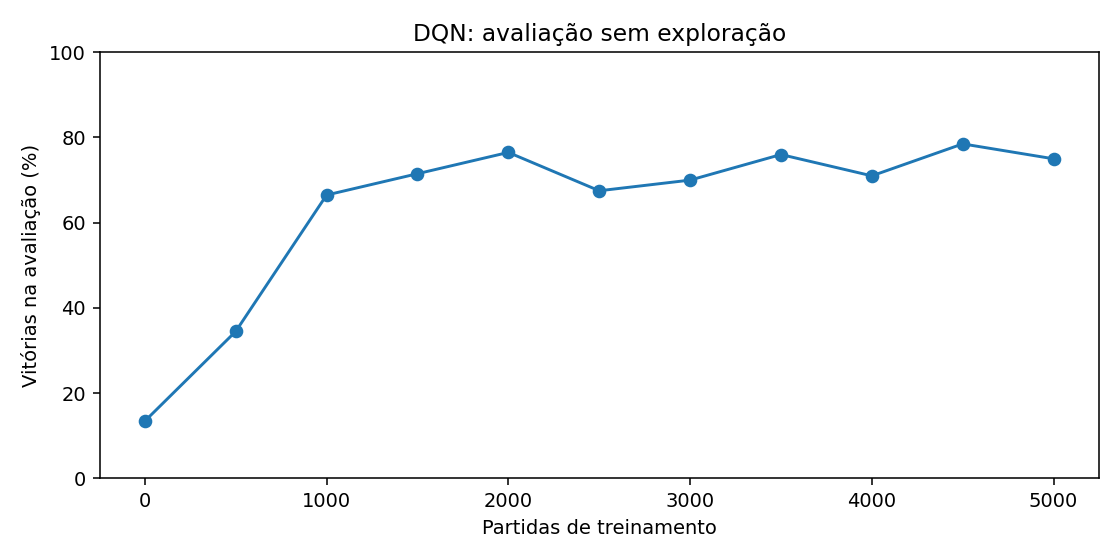 DQN: avaliação sem exploração
100
80
60
40
20
0
Vitórias na avaliação (%)
0 1000 2000 3000 4000 5000
Partidas de treinamento